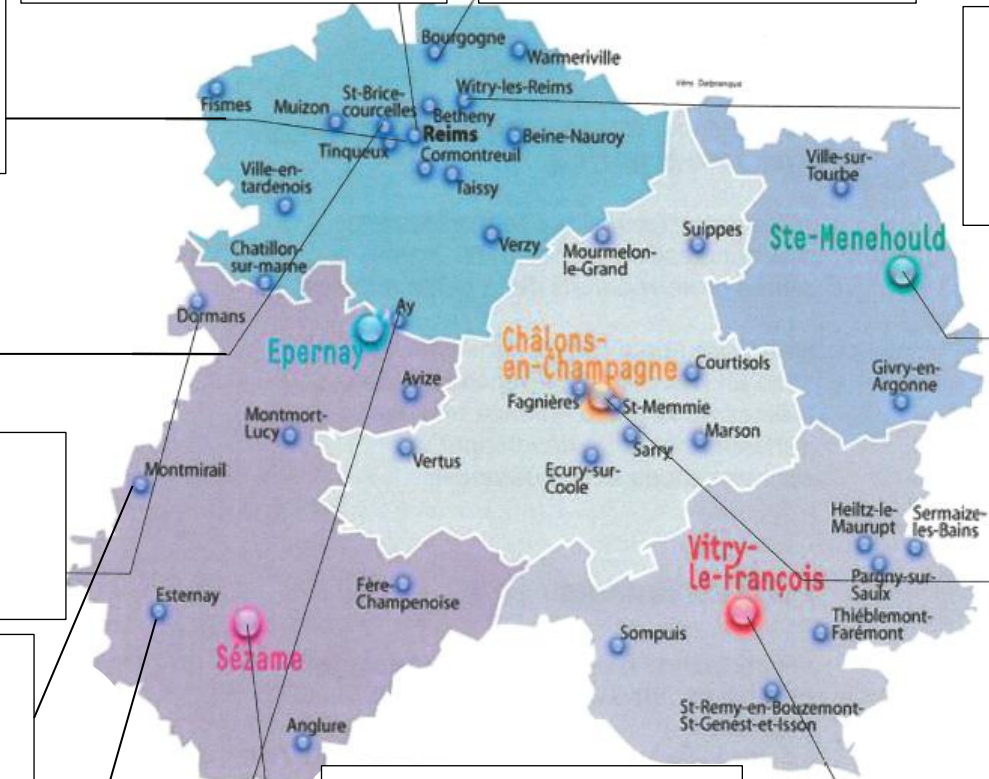 Bourgogne
Warmeriville
Fismes
Muizon
St-Brice-
courcelles
Witry-les-Reims
Betheny
Reims
Beine-Nauroy
Tinqueux
Cormontreuil
Taissy
Ville-en-
tardenois
Verzy
Chatillon-
sur-marne
Dormans
Ay
Epernay
Avize
Montmort-
Lucy
Montmirail
Vertus
Esternay
Fère-
Champenoise
Sézame
Anglure
Mourmelon-
le-Grand
Suippes
Châlons-
en-Champagne
Courtisols
Fagnières
St-Memmie
Sarry
Marson
Ecury-sur-
Coole
Ville-sur-
Tourbe
Ste-Menehould
Givry-en-
Argonne
Heiltz-le-
Maurupt
Sermaize-
les-Bains
Vitry-
le-François
Pargny-sur-
Saulx
Thiéblemont-
Farémont
Sompuis
St-Remy-en-Bouzemont-
St-Genest-et-Isson